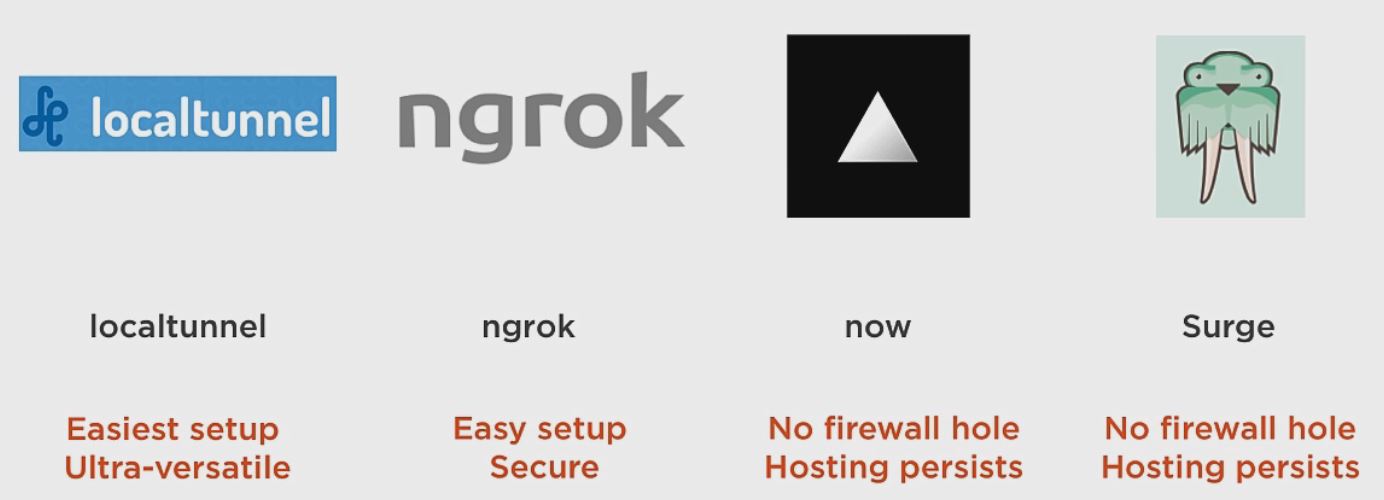 localtunnel
ngrok
localtunnel
ngrok
now
Surge
Easiest setup
Ultra-versatile
Easy setup
Secure
No firewall hole
Hosting persists
No firewall hole
Hosting persists